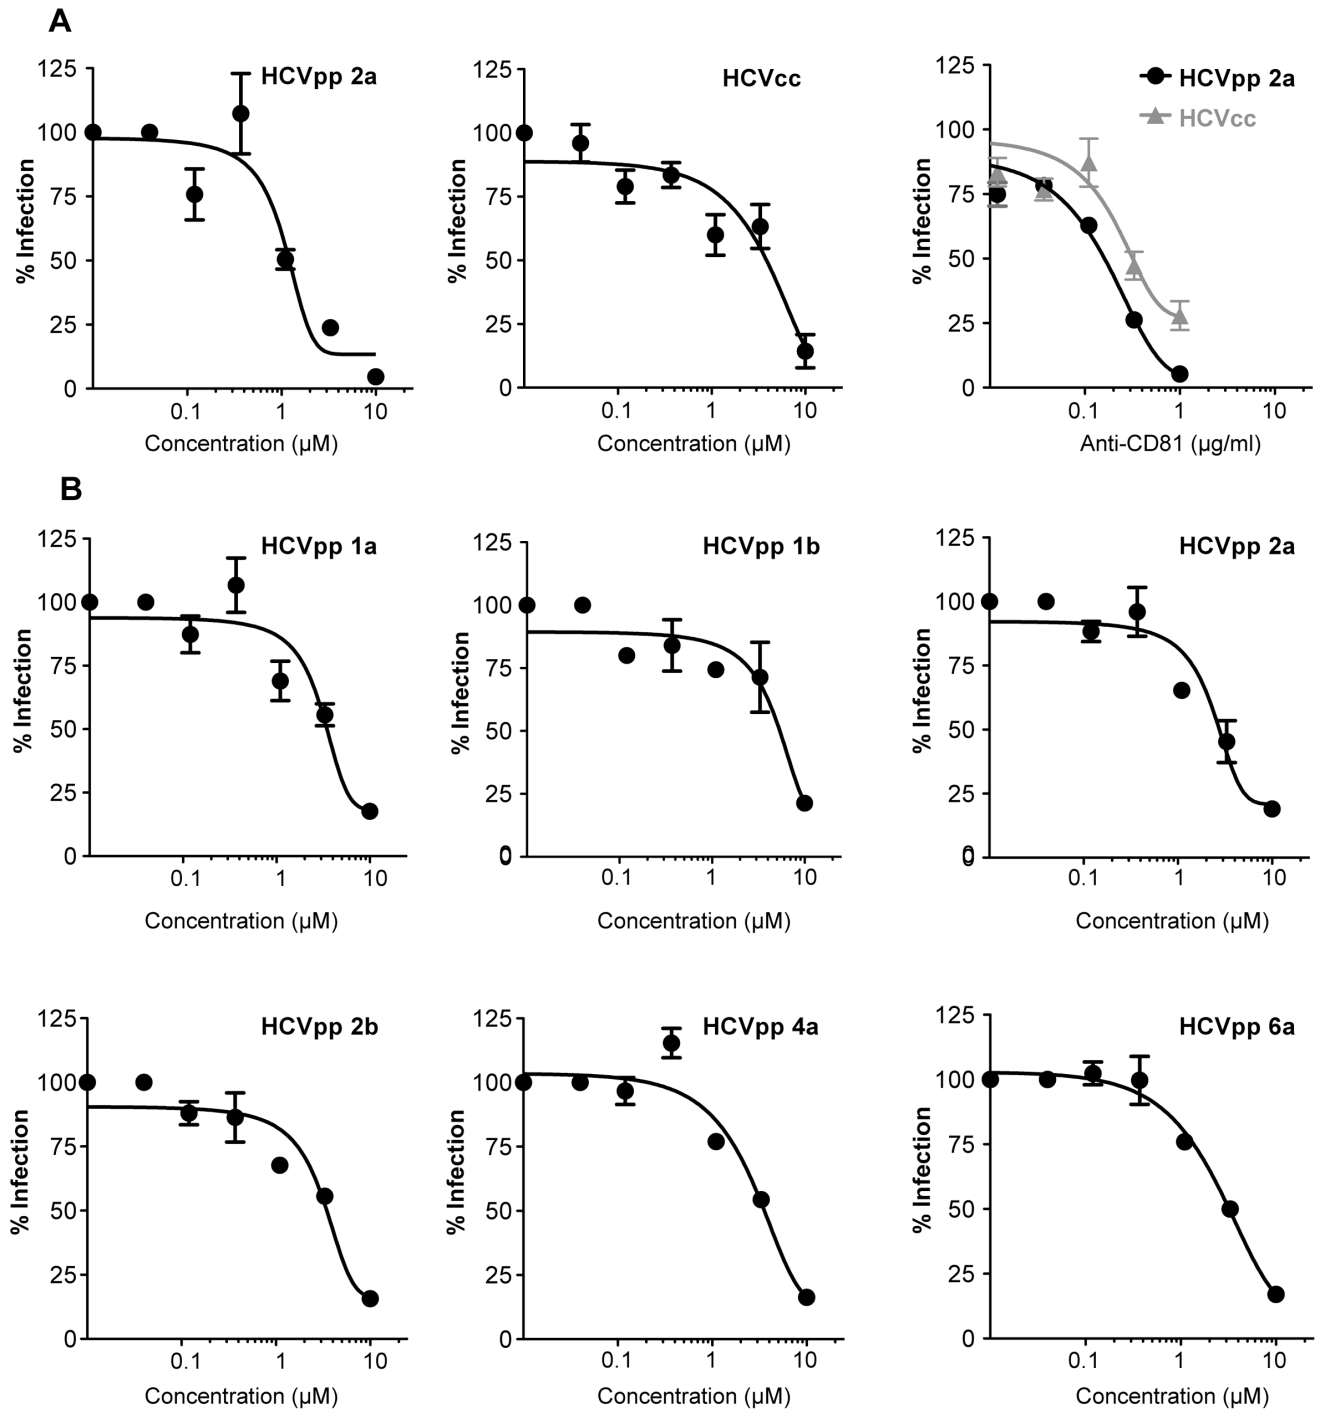 A
HCVpp 2a
125
100
75
50
25
0
% Infection
0.1 1 10
Concentration (µM)
HCVcc
125
100
75
50
25
0
% Infection
0.1 1 10
Concentration (µM)
HCVpp 2a
HCVcc
125
100
75
50
25
0
% Infection
0.1 1 10
Anti-CD81 (µg/ml)
B
HCVpp 1a
125
100
75
50
25
0
% Infection
0.1 1 10
Concentration (µM)
HCVpp 1b
125
100
75
50
25
0
% Infection
0.1 1 10
Concentration (µM)
HCVpp 2a
125
100
75
50
25
0
% Infection
0.1 1 10
Concentration (µM)
HCVpp 2b
125
100
75
50
25
0
% Infection
0.1 1 10
Concentration (µM)
HCVpp 4a
125
100
75
50
25
0
% Infection
0.1 1 10
Concentration (µM)
HCVpp 6a
125
100
75
50
25
0
% Infection
0.1 1 10
Concentration (µM)